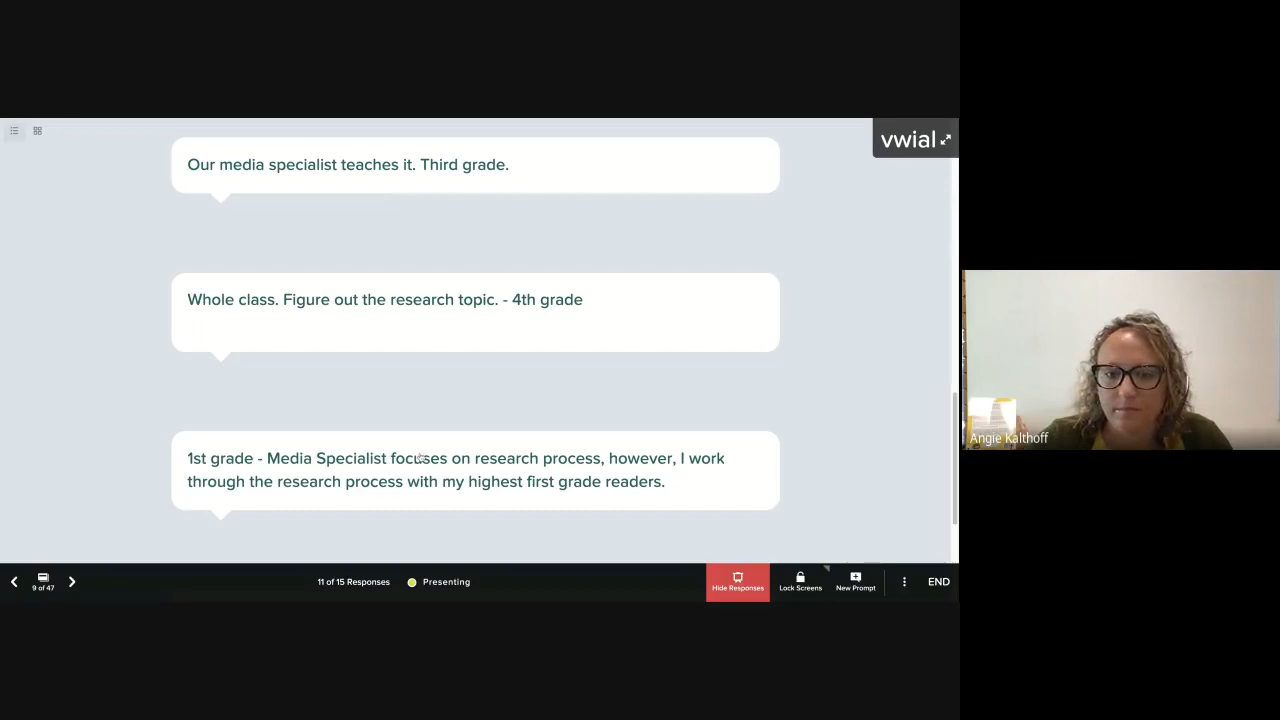 vwial
Our media specialist teaches it. Third grade.
Whole class. Figure out the research topic. - 4th grade
1st grade - Media Specialist focuses on research process, however, I work
through the research process with my highest first grade readers.
Angie Kalthoff
9 of 47
11 of 15 Responses
Presenting
Hide Responses
Lock Screens
New Prompt
END